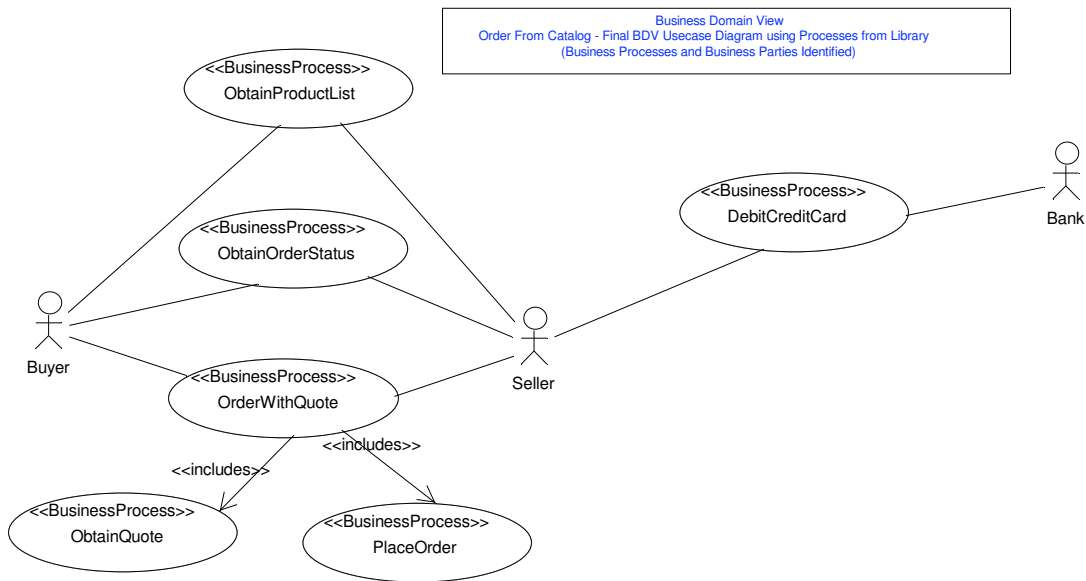 Business Domain View
Order From Catalog - Final BDV Usecase Diagram using Processes from Library
(Business Processes and Business Parties Identified)
<<BusinessProcess>>
ObtainProductList
<<BusinessProcess>>
DebitCreditCard
Bank
<<BusinessProcess>>
ObtainOrderStatus
Buyer
Seller
<<BusinessProcess>>
OrderWithQuote
<<includes>>
<<includes>>
<<BusinessProcess>>
ObtainQuote
<<BusinessProcess>>
PlaceOrder